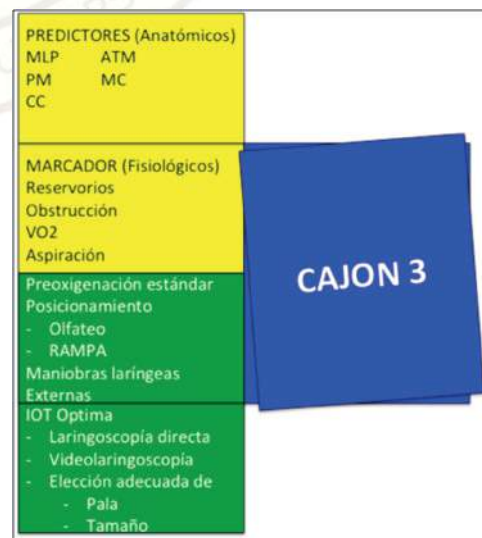 PREDICTORES (Anatómicos)
MLP ATM
PM MC
CC
MARCADOR (Fisiológicos)
Reservorios
Obstrucción
VO2
Aspiración
Preoxigenación estándar
Posicionamiento
- Olfateo
- RAMPA
Maniobras laríngeas
Externas
IOT Optima
- Laringoscopía directa
- Videolaringoscopía
- Elección adecuada de
- Pala
- Tamaño
CAJON 3